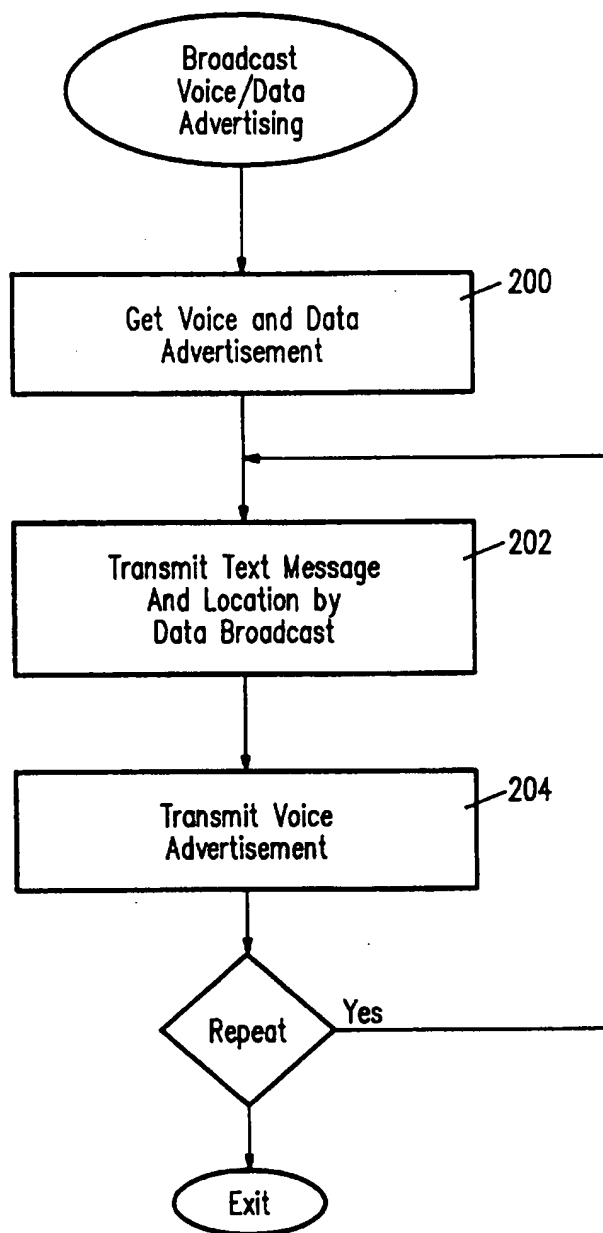 Broadcast
Voice/Data
Advertising
200
Get Voice and Data
Advertisement
202
Transmit Text Message
And Location by
Data Broadcast
204
Transmit Voice
Advertisement
Repeat
Yes
Exit